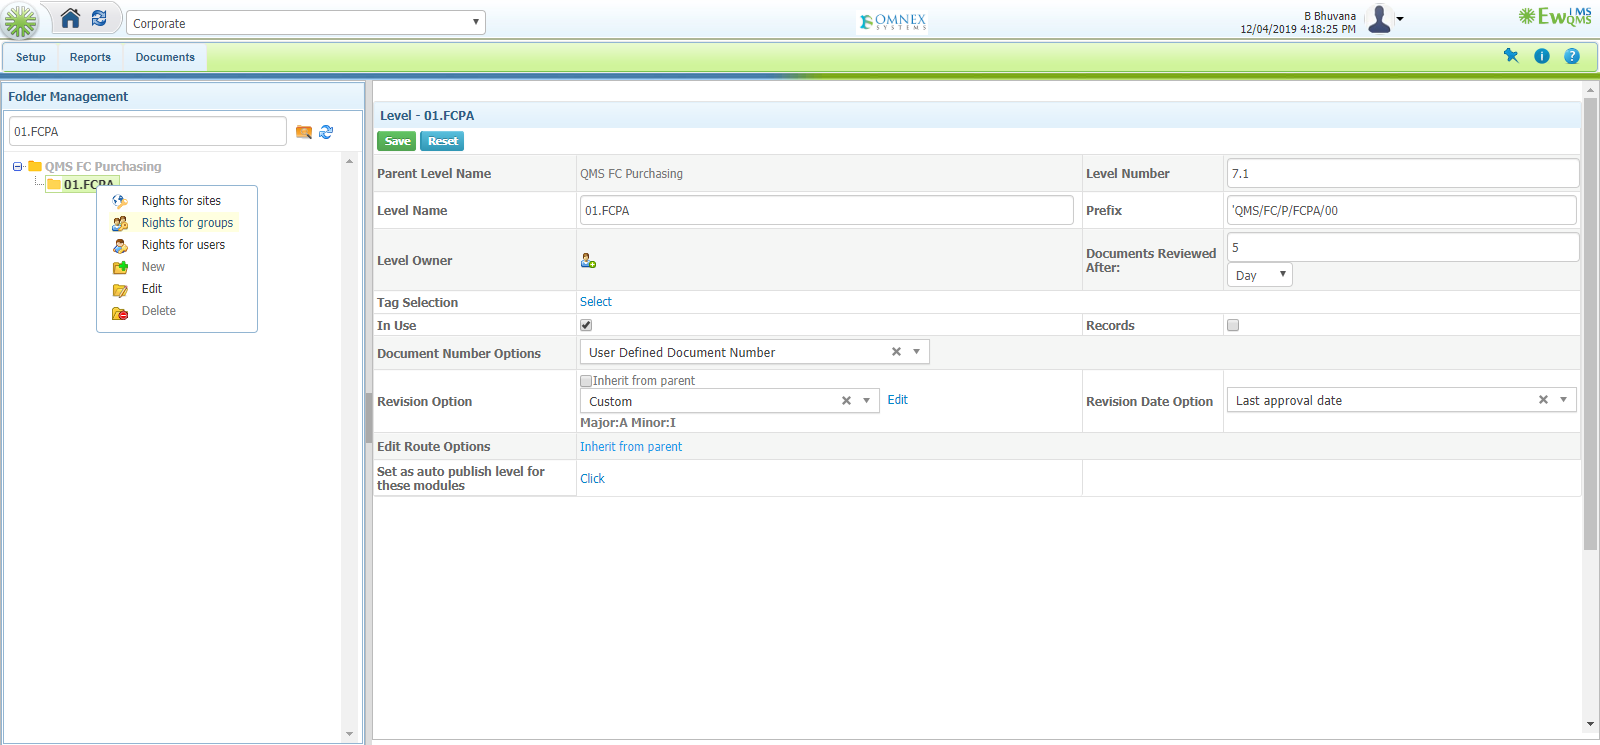 Corporate
OMNEX
SYSTEMS
B Bhuvana
12/04/2019 4:18:25 PM
EwQMS
Setup
Reports
Documents
Folder Management
01.FCPA
QMS FC Purchasing
01.FCPA
Rights for sites
Rights for groups
Rights for users
New
Edit
Delete
Level - 01.FCPA
Save
Reset
Parent Level Name
QMS FC Purchasing
Level Number
7.1
Level Name
01.FCPA
Prefix
'QMS/FC/P/FCPA/00
Level Owner
Documents Reviewed
After:
5
Day
Tag Selection
Select
In Use
Records
Document Number Options
User Defined Document Number
Revision Option
Inherit from parent
Custom
Edit
Major:A Minor:I
Revision Date Option
Last approval date
Edit Route Options
Inherit from parent
Set as auto publish level for
these modules
Click